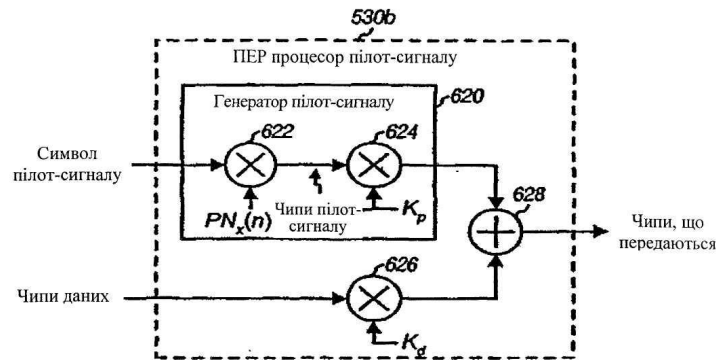 530b
ПЕР процесор пілот-сигналу
Генератор пілот-сигналу
620
622
624
Символ
пілот-сигналу
PNx(n)
Чипи пілот-
сигналу
Kp
628
Чипи, що
передаються
626
Чипи даних
Kd